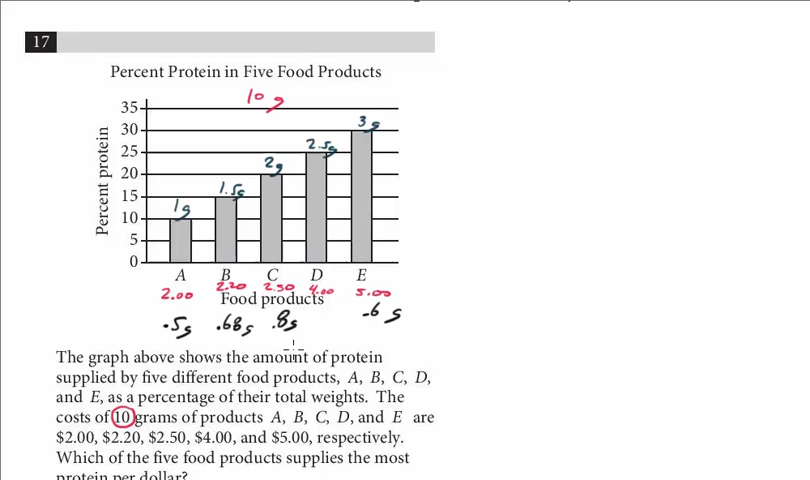 17
Percent Protein in Five Food Products
10 g
35
30
25
20
15
10
5
0
Percent protein
1g
1.5g
2g
2.5g
3g
A B C D E
2.00 2.20 2.50 4.00 5.00
Food products
.5g .68g .8g .6g
The graph above shows the amount of protein
supplied by five different food products, A, B, C, D,
and E, as a percentage of their total weights. The
costs of 10 grams of products A, B, C, D, and E are
$2.00, $2.20, $2.50, $4.00, and $5.00, respectively.
Which of the five food products supplies the most
protein per dollar?